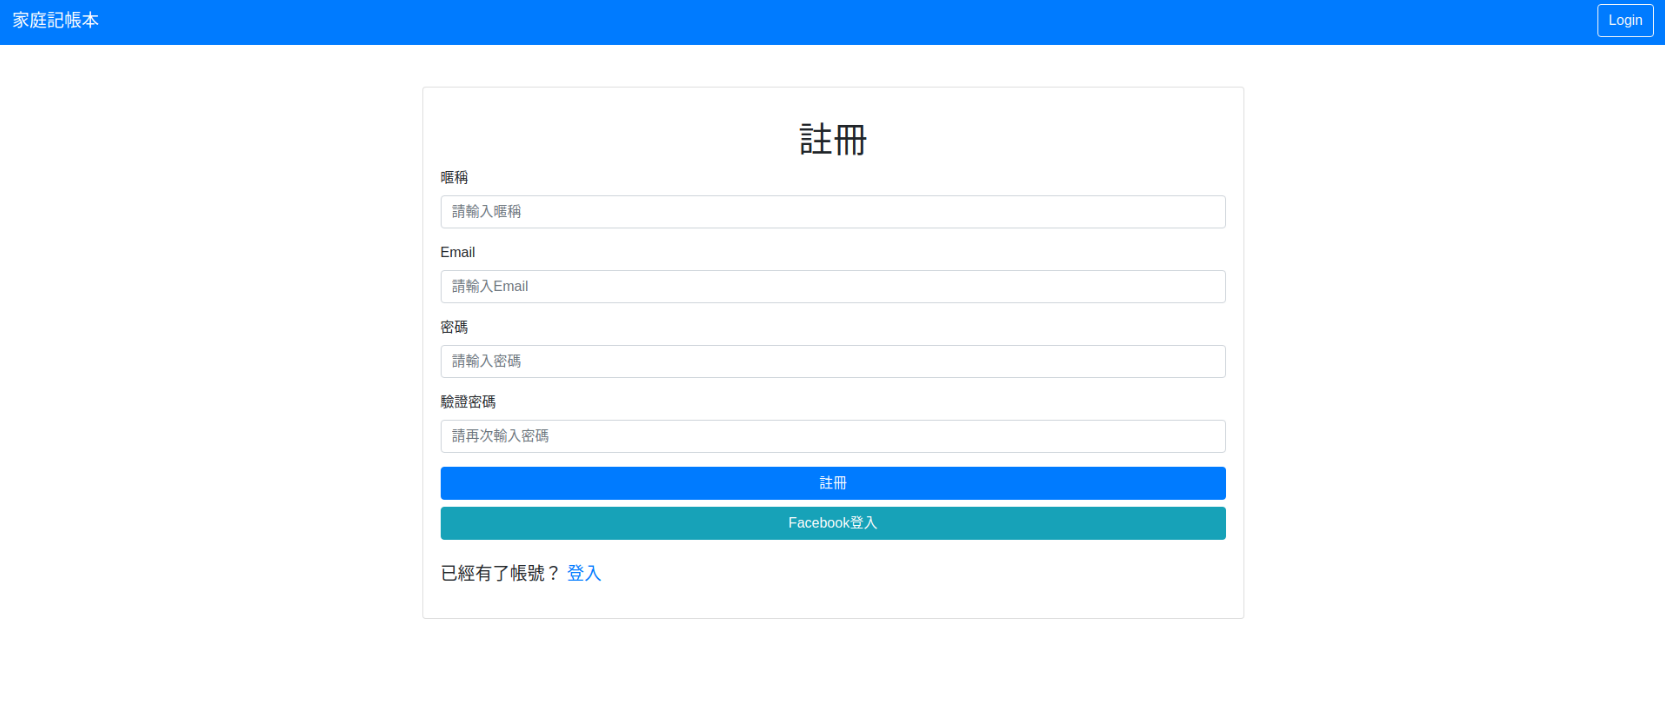 家庭記帳本
Login
註冊
暱稱
請輸入暱稱
Email
請輸入Email
密碼
請輸入密碼
驗證密碼
請再次輸入密碼
註冊
Facebook登入
已經有了帳號？ 登入